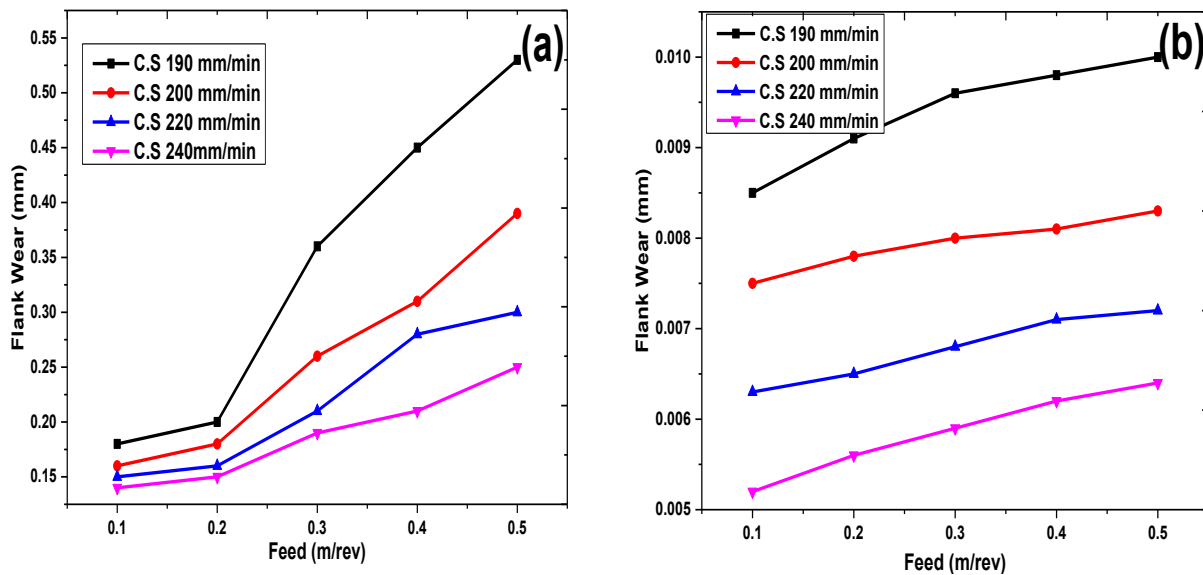 (a)
C.S 190 mm/min
C.S 200 mm/min
C.S 220 mm/min
C.S 240mm/min
0.55
0.50
0.45
0.40
0.35
0.30
0.25
0.20
0.15
Flank Wear (mm)
0.1 0.2 0.3 0.4 0.5
Feed (m/rev)
(b)
C.S 190 mm/min
C.S 200 mm/min
C.S 220 mm/min
C.S 240 mm/min
0.010
0.009
0.008
0.007
0.006
0.005
Flank Wear (mm)
0.1 0.2 0.3 0.4 0.5
Feed (m/rev)